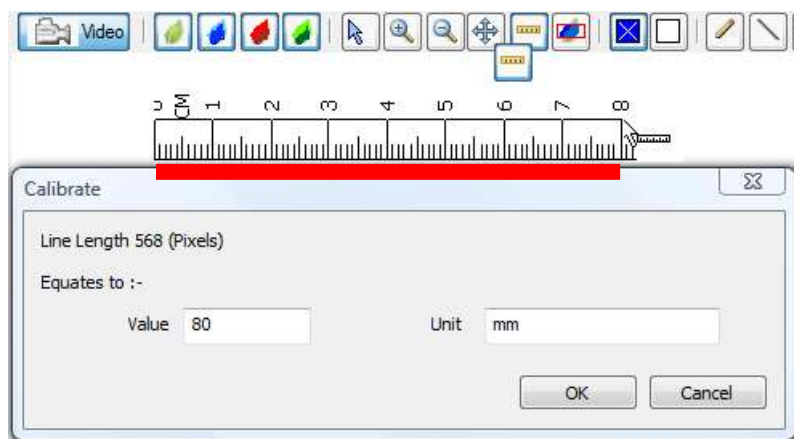 Video
0 CM 1 2 3 4 5 6 7 8
Calibrate
Line Length 568 (Pixels)
Equates to :-
Value 80 Unit mm
OK Cancel